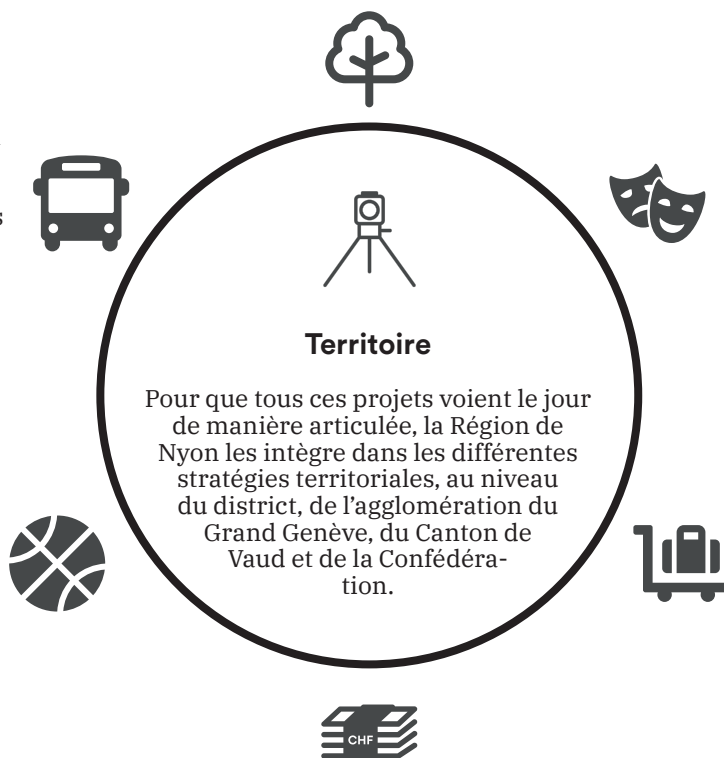 s
Territoire
Pour que tous ces projets voient le jour
de manière articulée, la Région de
Nyon les intègre dans les différentes
stratégies territoriales, au niveau
du district, de l’agglomération du
Grand Genève, du Canton de
Vaud et de la Confédéra-
tion.
CHF